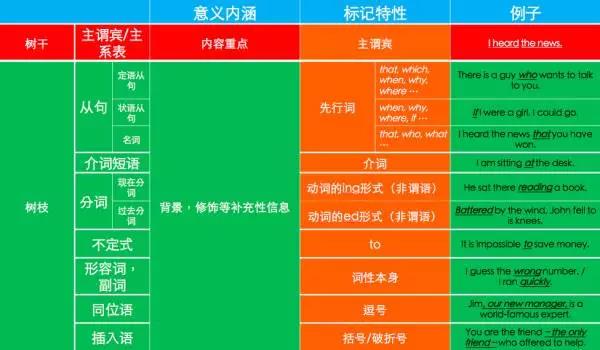 意义内涵 标记特性 例子
树干 主谓宾/主系表 内容重点 主谓宾 I heard the news.
树枝
背景，修饰等补充性信息
从句
定语从句
先行词
that, which, when, why, where …
There is a guy who wants to talk to you.
状语从句
when, why, where, if …
If I were a girl, I could go.
名词
that, who, what …
I heard the news that you have won.
介词短语 介词 I am sitting at the desk.
分词
现在分词
动词的ing形式（非谓语）
He sat there reading a book.
过去分词
动词的ed形式（非谓语）
Battered by the wind, John fell to is knees.
不定式 to It is impossible to save money.
形容词，副词
词性本身
I guess the wrong number. / I ran quickly.
同位语 逗号 Jim, our new manager, is a world-famous expert.
插入语 括号/破折号 You are the friend –the only friend–who offered to help.